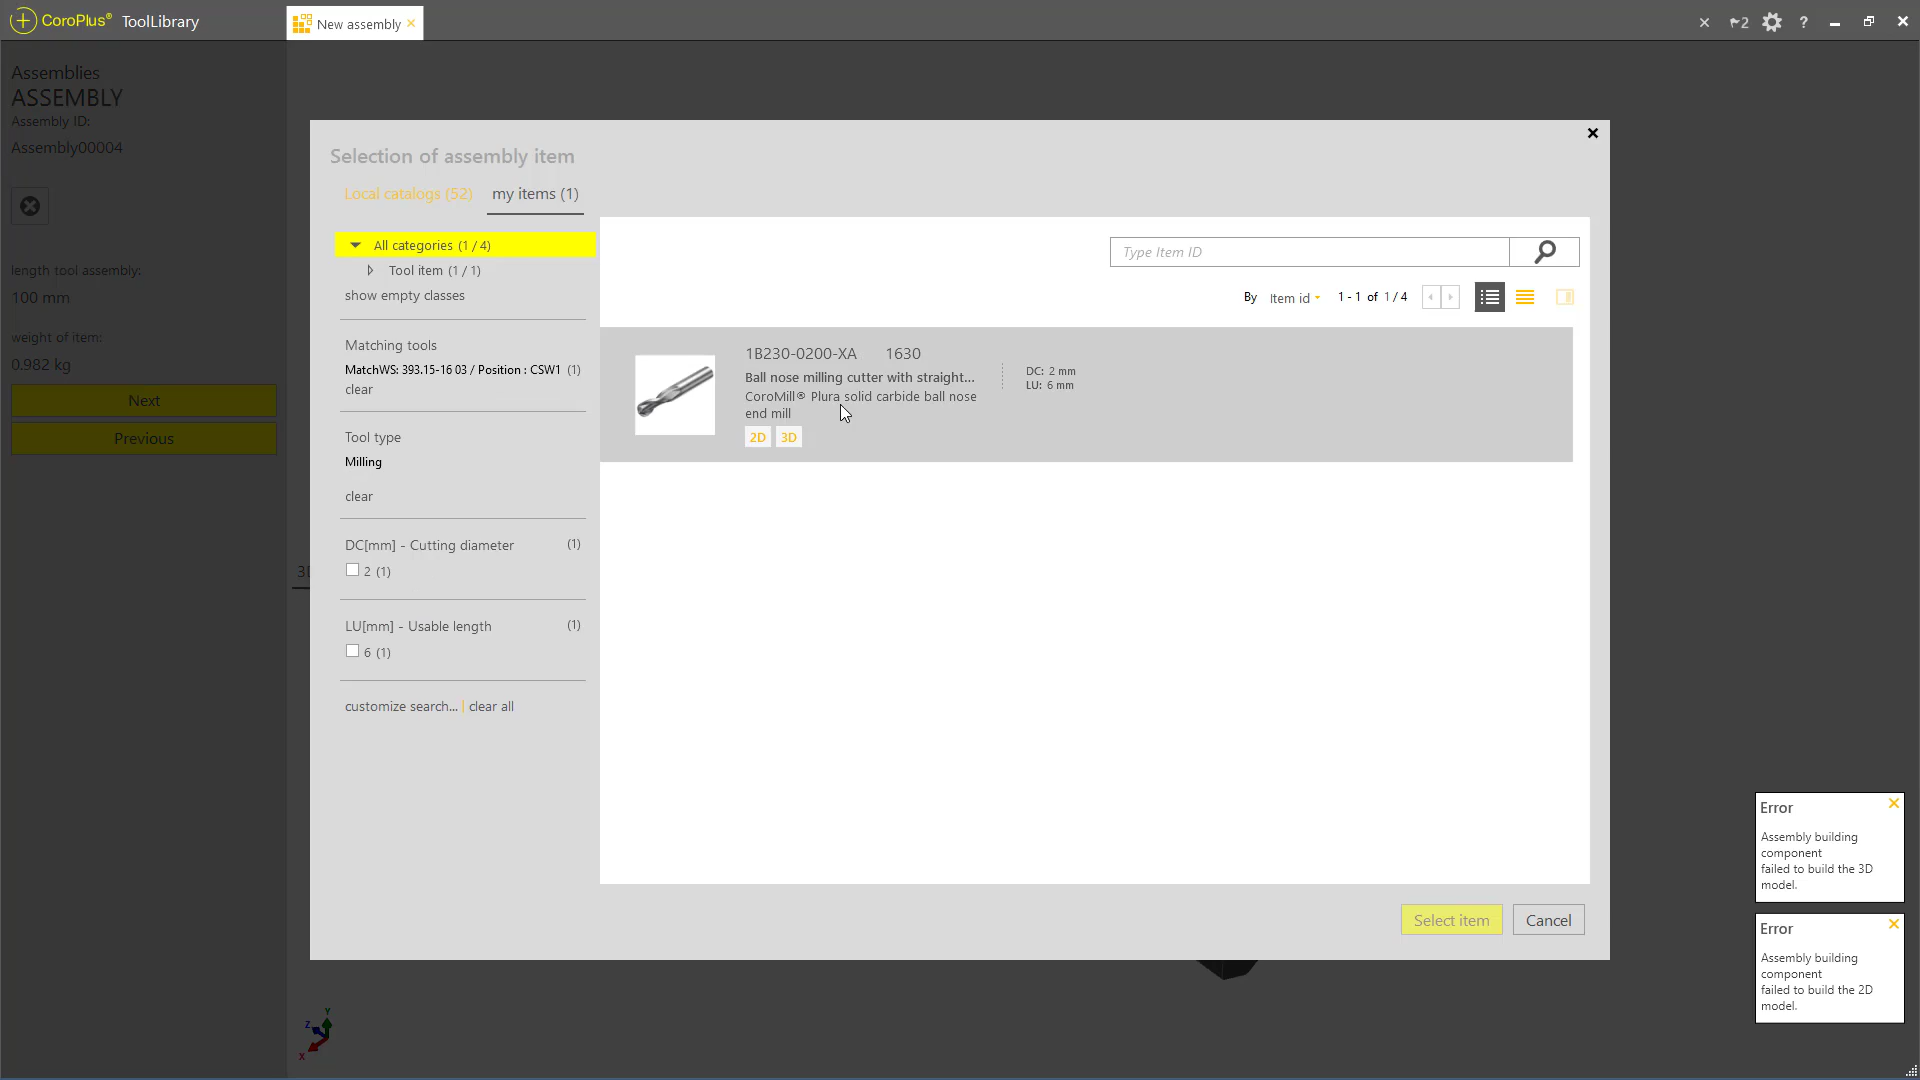 CoroPlus® ToolLibrary
New assembly
2
?
Assemblies
ASSEMBLY
Assembly ID:
Assembly00004
length tool assembly:
100 mm
weight of item:
0.982 kg
Next
Previous
Selection of assembly item
Local catalogs (52)
my items (1)
All categories (1 / 4)
Tool item (1 / 1)
show empty classes
Matching tools
MatchWS: 393.15-16 03 / Position : CSW1 (1)
clear
Tool type
Milling
clear
DC[mm] - Cutting diameter (1)
2 (1)
LU[mm] - Usable length (1)
6 (1)
customize search... | clear all
Type Item ID
By Item id 1 - 1 of 1 / 4
1B230-0200-XA 1630
Ball nose milling cutter with straight...
CoroMill® Plura solid carbide ball nose
end mill
2D 3D
DC: 2 mm
LU: 6 mm
Select item
Cancel
3D
Z
Y
X
Error
Assembly building
component
failed to build the 3D
model.
Error
Assembly building
component
failed to build the 2D
model.